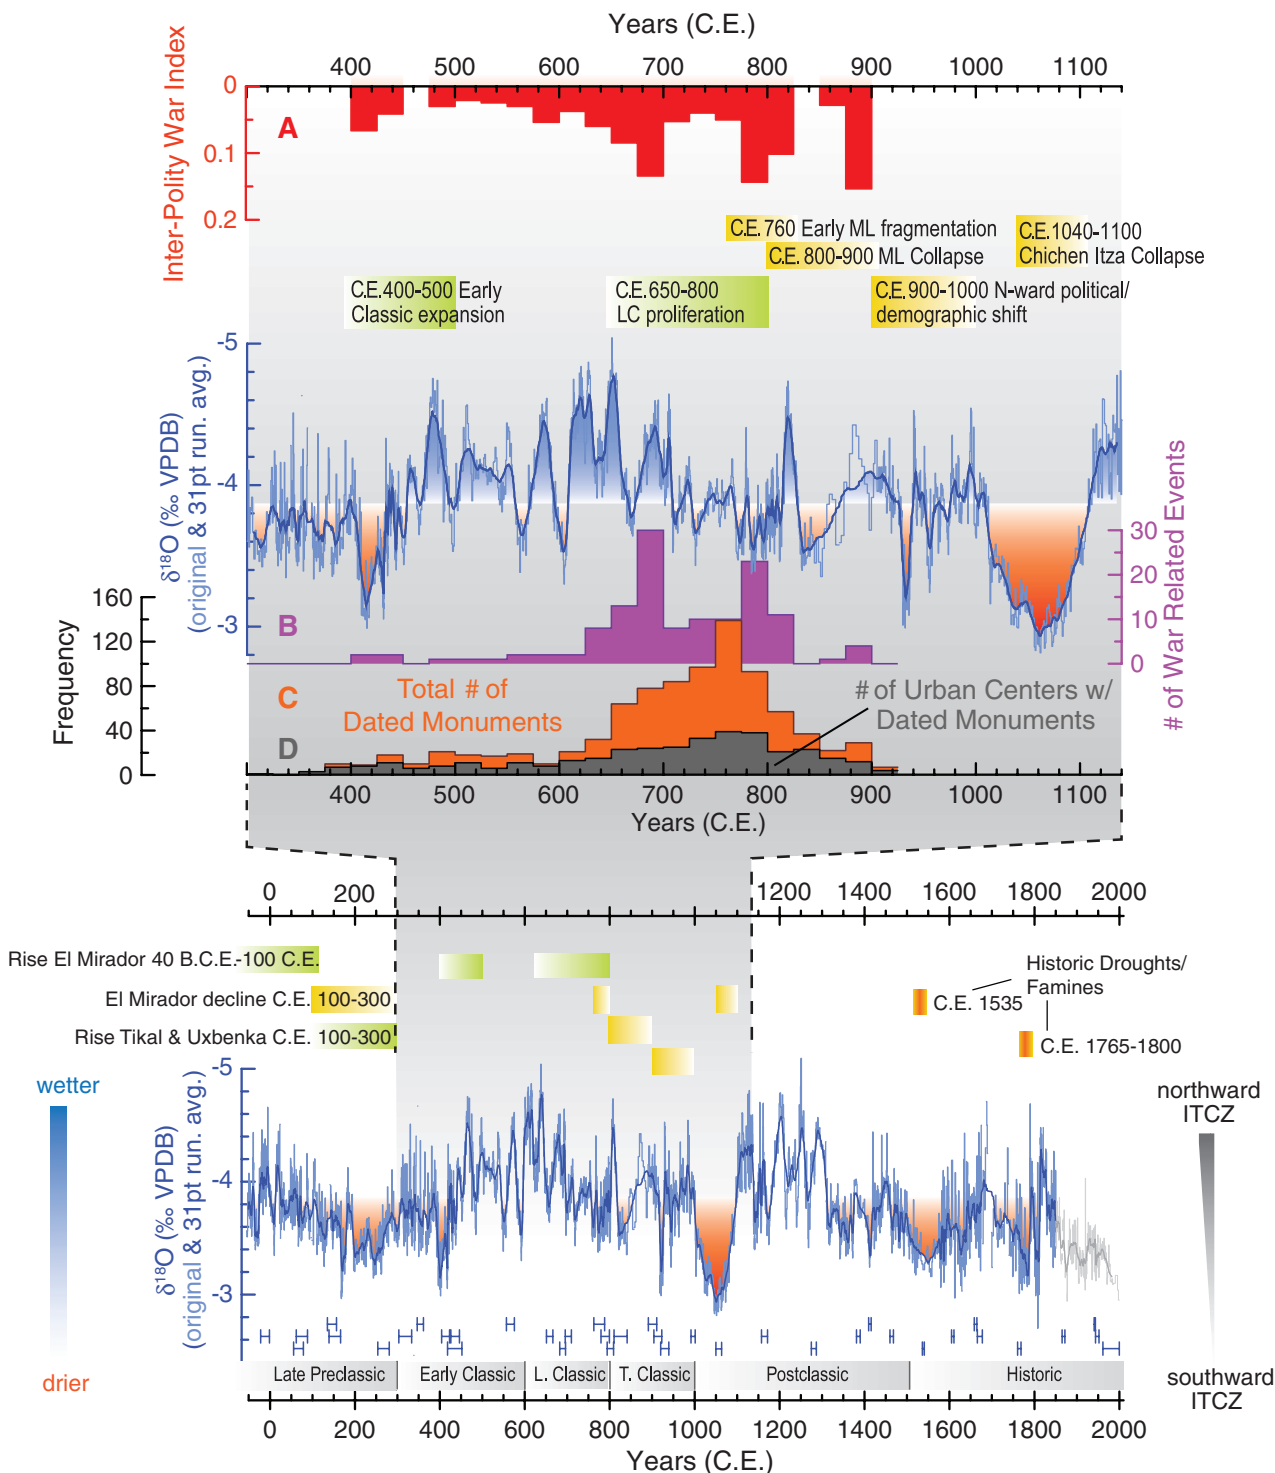 Years (C.E.)
400 500 600 700 800 900 1000 1100
Inter-Polity War Index
0
0.1
0.2
A
C.E. 760 Early ML fragmentation
C.E. 800-900 ML Collapse
C.E. 1040-1100
Chichen Itza Collapse
C.E. 400-500 Early
Classic expansion
C.E. 650-800
LC proliferation
C.E. 900-1000 N-ward political/
demographic shift
δ18O (‰ VPDB)
(original & 31pt run. avg.)
-5
-4
-3
# of War Related Events
30
20
10
0
B
Frequency
160
120
80
40
0
C
Total # of
Dated Monuments
# of Urban Centers w/
Dated Monuments
D
400 500 600 700 800 900 1000 1100
Years (C.E.)
0 200 1200 1400 1600 1800 2000
Rise El Mirador 40 B.C.E.-100 C.E.
El Mirador decline C.E. 100-300
Rise Tikal & Uxbenka C.E. 100-300
Historic Droughts/
Famines
C.E. 1535
C.E. 1765-1800
wetter
drier
δ18O (‰ VPDB)
(original & 31pt run. avg.)
-5
-4
-3
northward
ITCZ
southward
ITCZ
Late Preclassic Early Classic L. Classic T. Classic Postclassic Historic
0 200 400 600 800 1000 1200 1400 1600 1800 2000
Years (C.E.)